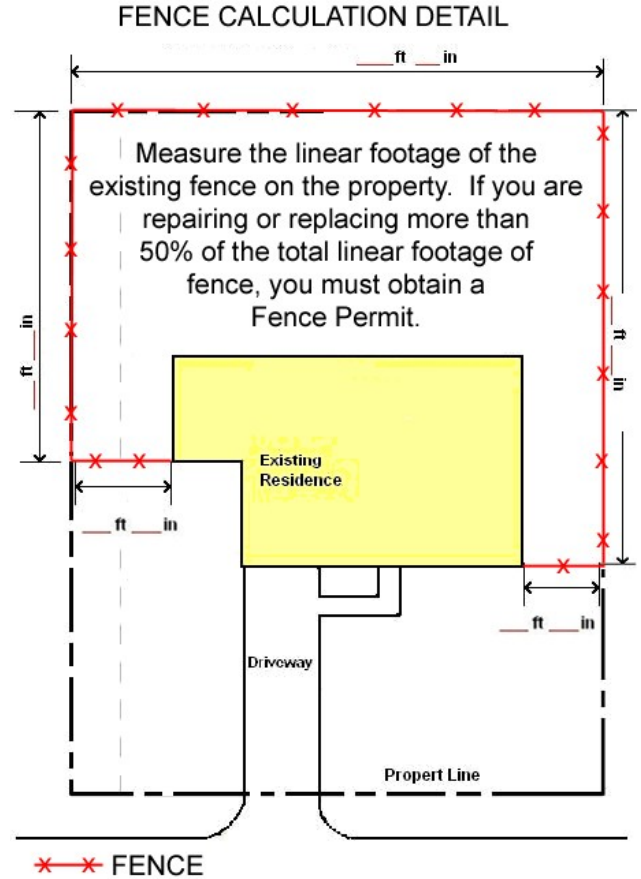 FENCE CALCULATION DETAIL
___ft ___in
Measure the linear footage of the
existing fence on the property. If you are
repairing or replacing more than
50% of the total linear footage of
fence, you must obtain a
Fence Permit.
___ft ___in
___ft ___in
Existing
Residence
___ft ___in
___ft ___in
Driveway
Propert Line
FENCE